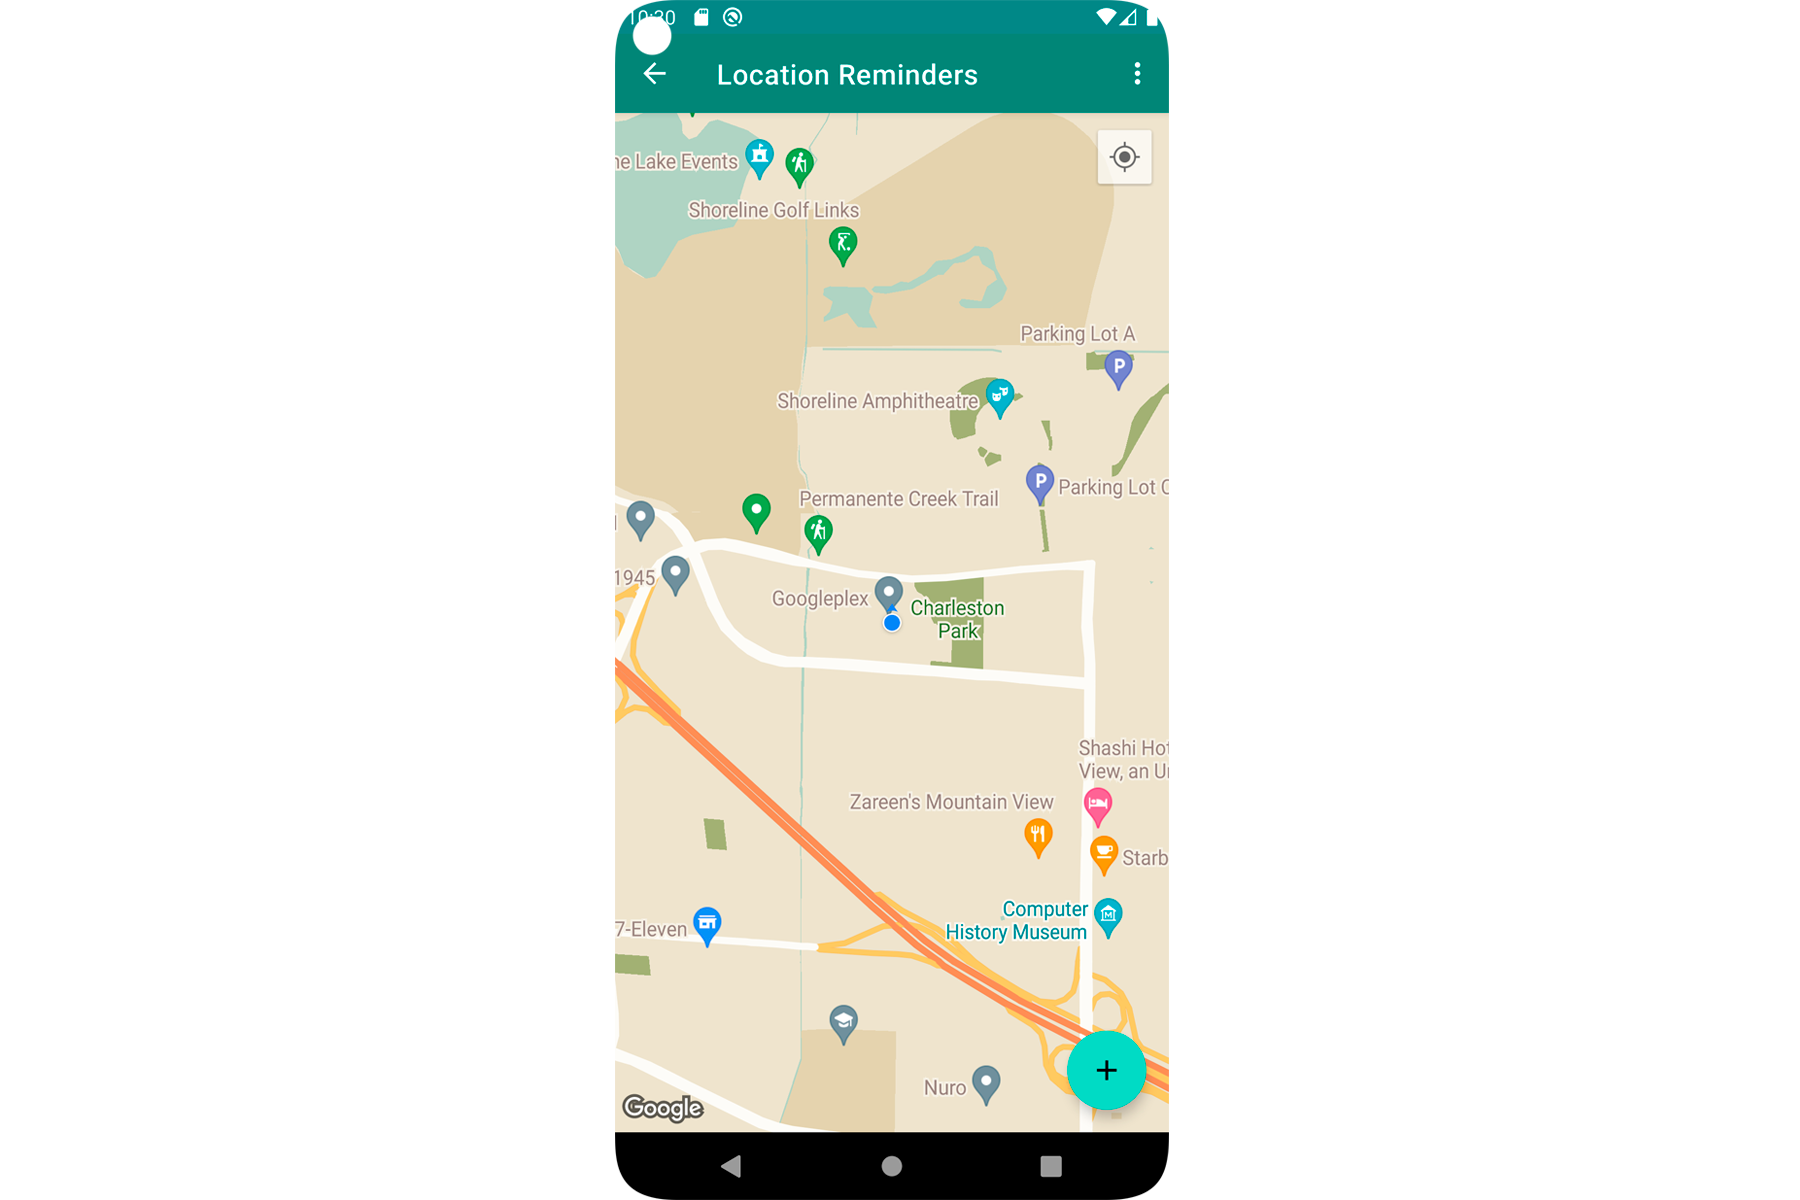 10:30
Location Reminders
ne Lake Events
Shoreline Golf Links
Parking Lot A
Shoreline Amphitheatre
Parking Lot C
Permanente Creek Trail
1945
Googleplex
Charleston
Park
Shashi Hot
View, an Un
Zareen's Mountain View
Starb
Computer
History Museum
7-Eleven
Nuro
Google